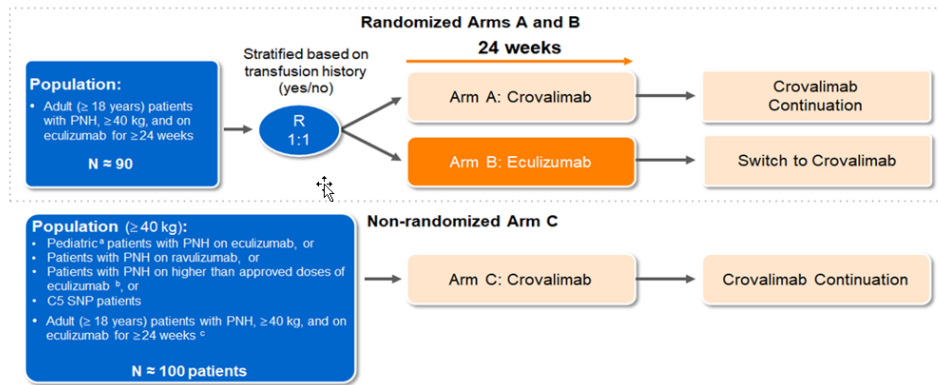 Randomized Arms A and B
24 weeks
Stratified based on
transfusion history
(yes/no)
Population:
• Adult (≥ 18 years) patients
with PNH, ≥40 kg, and on
eculizumab for ≥24 weeks
N ≈ 90
R
1:1
Arm A: Crovalimab
Crovalimab
Continuation
Arm B: Eculizumab
Switch to Crovalimab
Non-randomized Arm C
Population (≥ 40 kg):
• Pediatric a patients with PNH on eculizumab, or
• Patients with PNH on ravulizumab, or
• Patients with PNH on higher than approved doses of
eculizumab b, or
• C5 SNP patients
• Adult (≥ 18 years) patients with PNH, ≥40 kg, and on
eculizumab for ≥24 weeks c
N ≈ 100 patients
Arm C: Crovalimab
Crovalimab Continuation